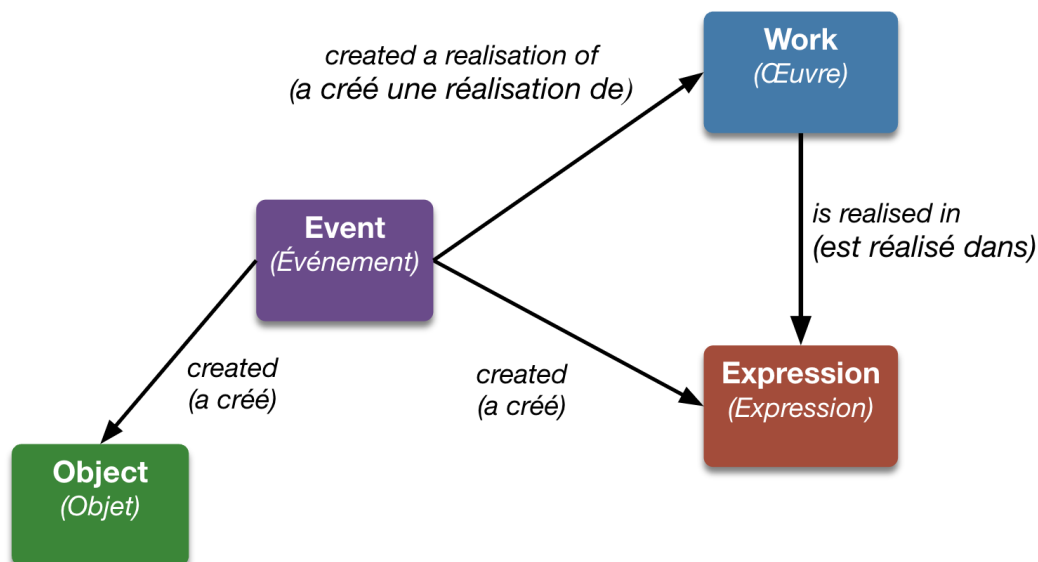 Work
(Œuvre)
created a realisation of
(a créé une réalisation de)
is realised in
(est réalisé dans)
Event
(Événement)
created
(a créé)
created
(a créé)
Expression
(Expression)
Object
(Objet)